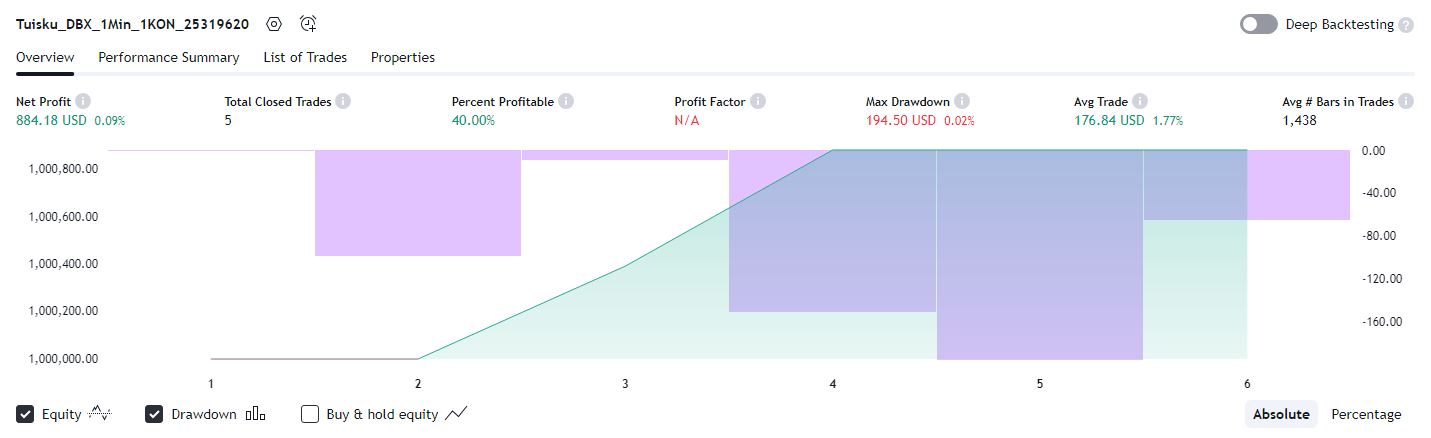 Tuisku_DBX_1Min_1KON_25319620
Deep Backtesting ?
Overview Performance Summary List of Trades Properties
Net Profit Total Closed Trades Percent Profitable Profit Factor Max Drawdown Avg Trade Avg # Bars in Trades
884.18 USD 0.09% 5 40.00% N/A 194.50 USD 0.02% 176.84 USD 1.77% 1,438
1,000,800.00
1,000,600.00
1,000,400.00
1,000,200.00
1,000,000.00
0.00
-40.00
-80.00
-120.00
-160.00
1 2 3 4 5 6
Equity Drawdown Buy & hold equity Absolute Percentage